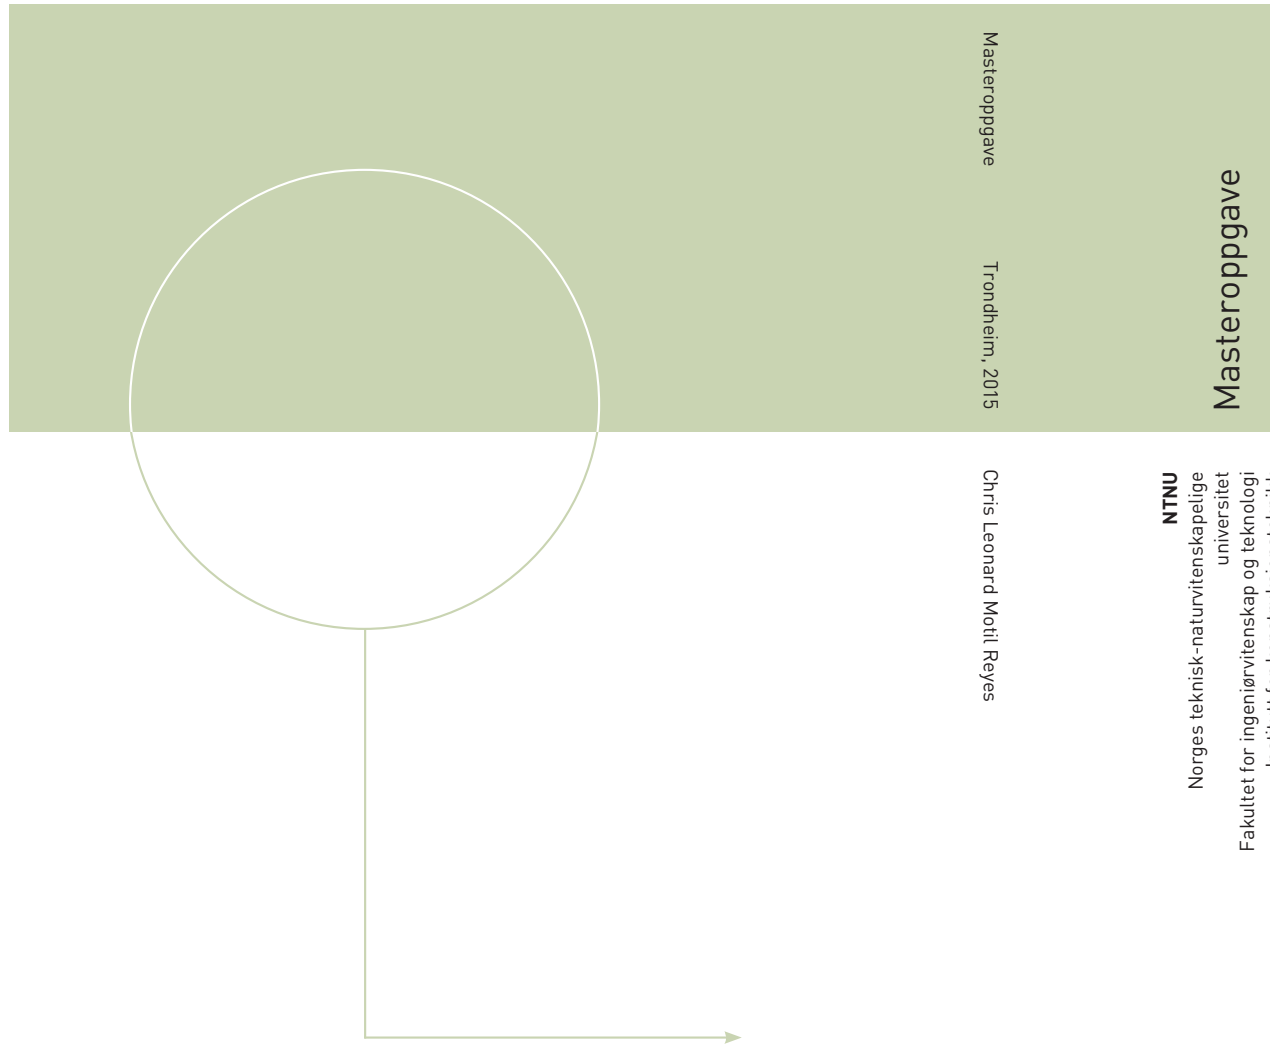 Masteroppgave
Trondheim, 2015
Chris Leonard Motil Reyes
Masteroppgave
NTNU
Norges teknisk-naturvitenskapelige
universitet
Fakultet for ingeniørvitenskap og teknologi